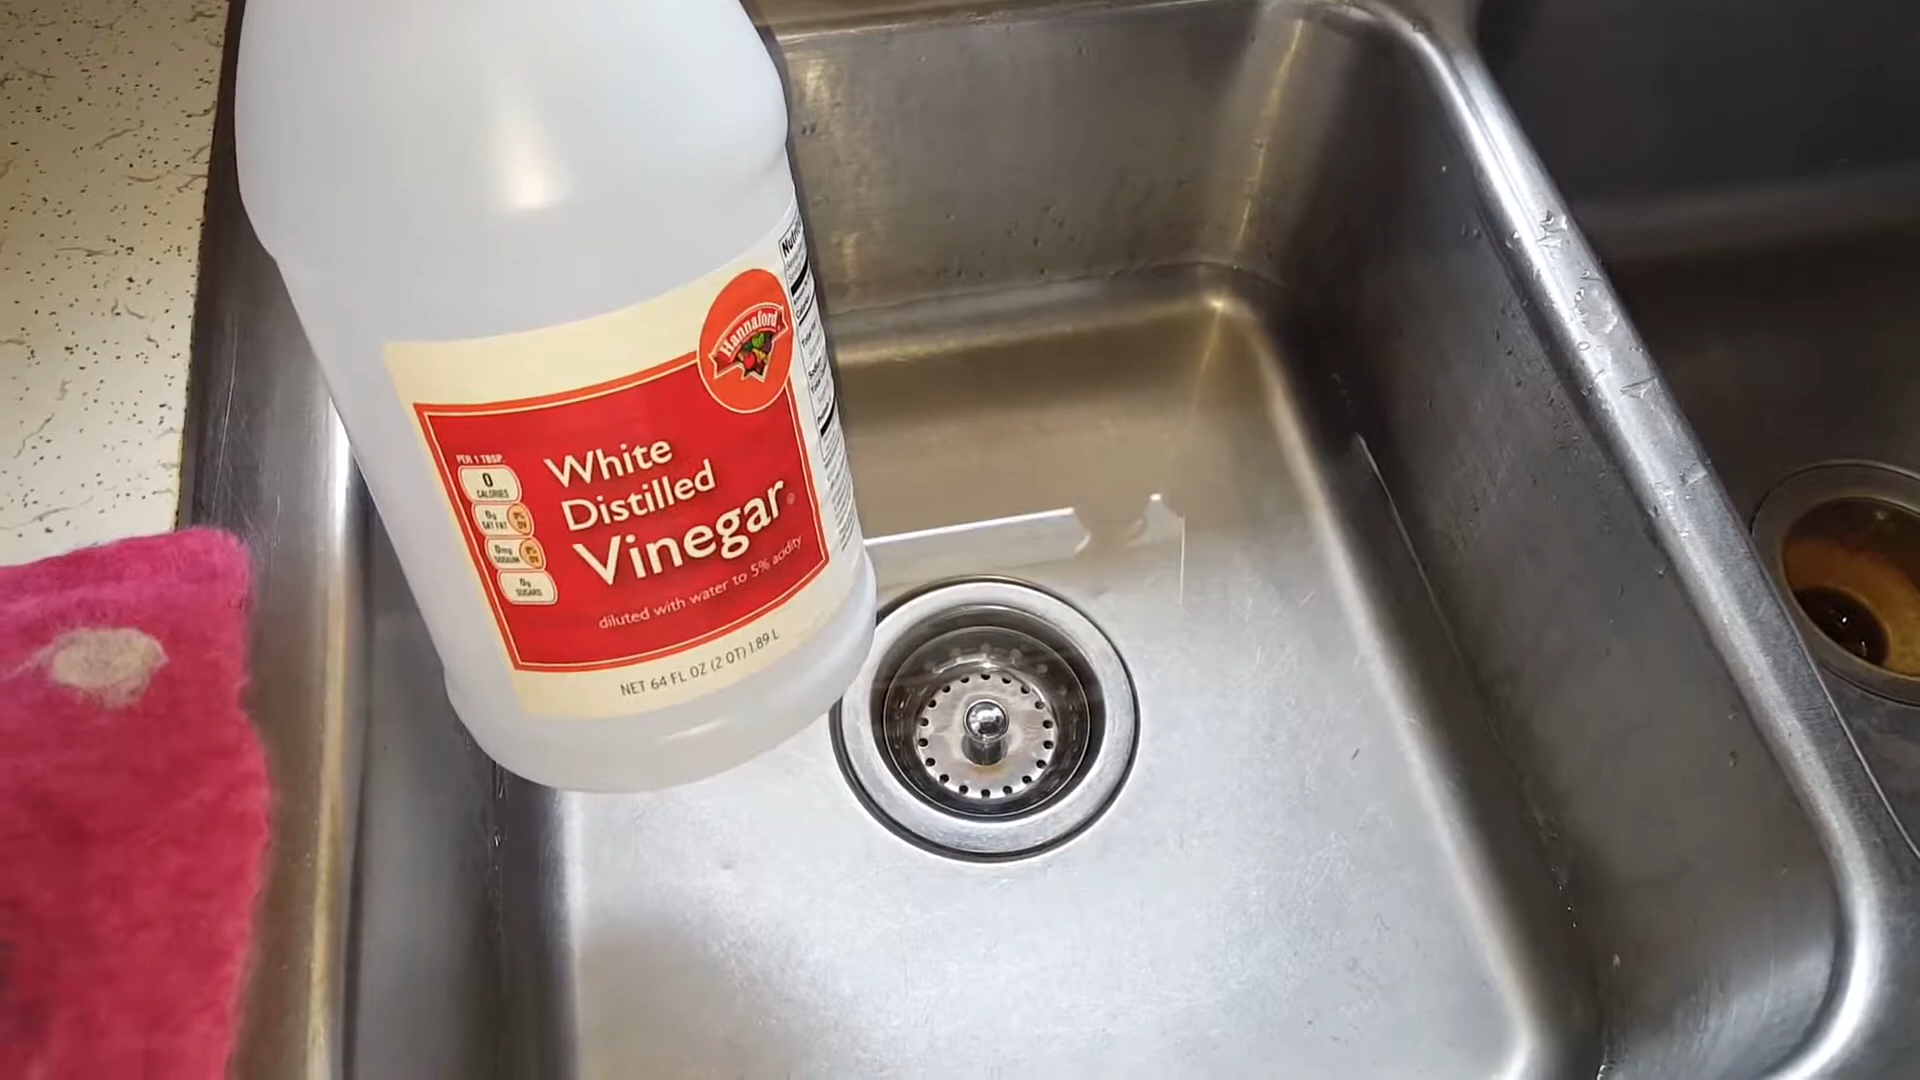 Hannaford
PER 1 TBSP.
0
CALORIES
0g
SAT FAT
0%
DV
0mg
SODIUM
0%
DV
0g
SUGARS
White
Distilled
Vinegar
diluted with water to 5% acidity
NET 64 FL OZ (2 QT) 1.89 L